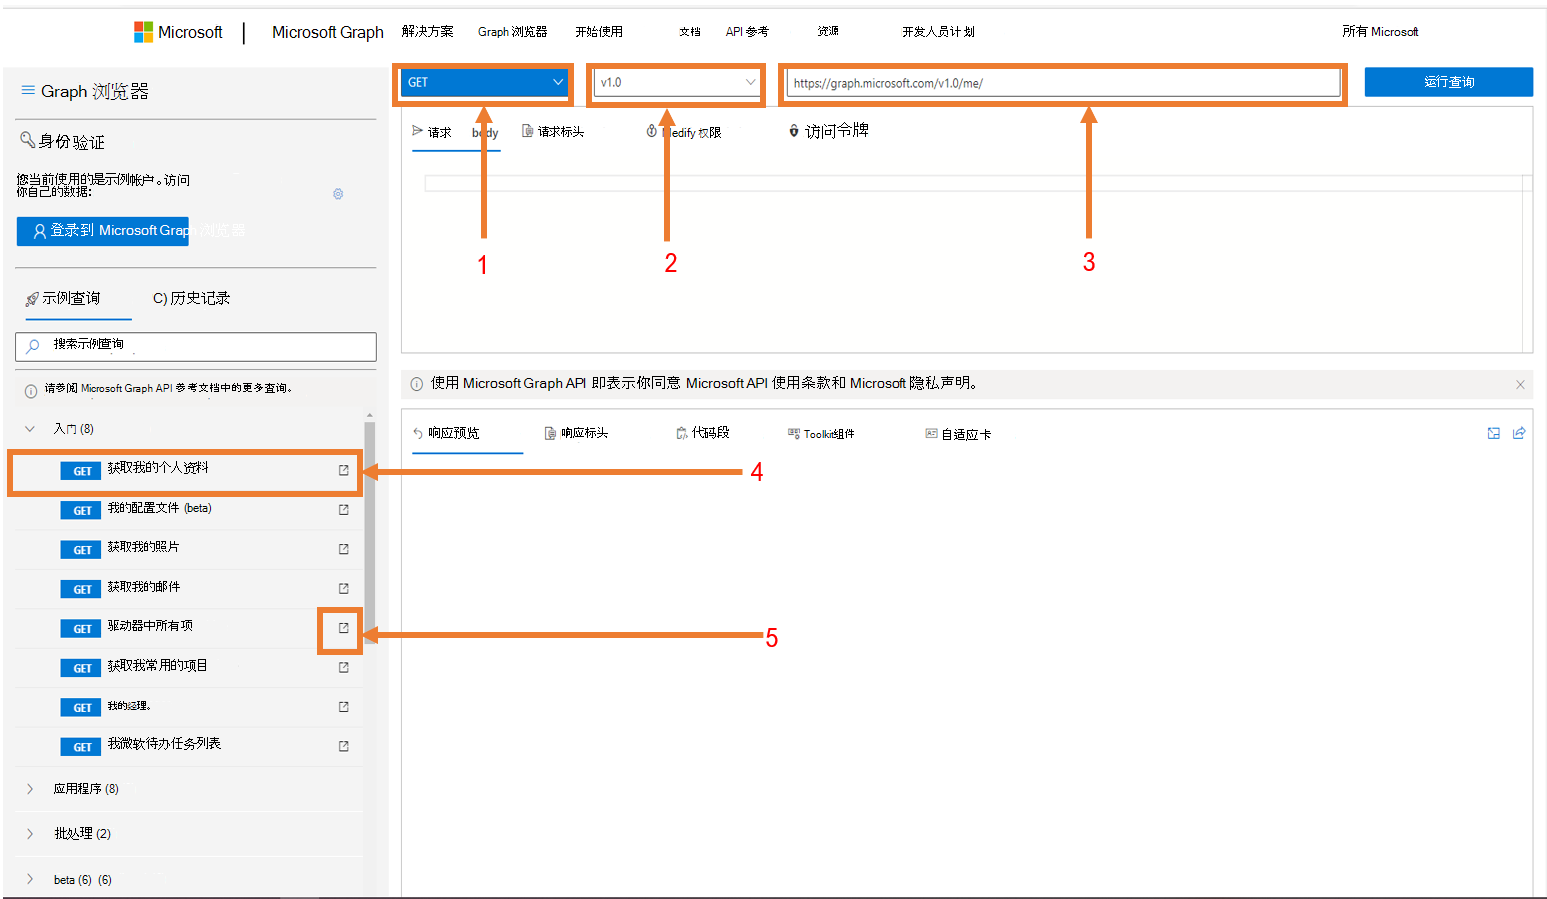 Microsoft | Microsoft Graph 解决方案 Graph 浏览器 开始使用 文档 API 参考 资源 开发人员计划 所有 Microsoft
Graph 浏览器
GET v1.0 https://graph.microsoft.com/v1.0/me/ 运行查询
1 2 3
身份验证
您当前使用的是示例帐户。访问
你自己的数据:
登录到 Microsoft Graph 浏览器
请求 body 请求标头 Medify 权限 访问令牌
示例查询 C) 历史记录
搜索示例查询
请参阅 Microsoft Graph API 参考文档中的更多查询。
使用 Microsoft Graph API 即表示你同意 Microsoft API 使用条款和 Microsoft 隐私声明。
响应预览 响应标头 代码段 Toolkit组件 自适应卡
入门 (8)
GET 获取我的个人资料
4
GET 我的配置文件 (beta)
GET 获取我的照片
GET 获取我的邮件
GET 驱动器中所有项
5
GET 获取我常用的项目
GET 我的经理。
GET 我微软待办任务列表
应用程序 (8)
批处理 (2)
beta (6) (6)